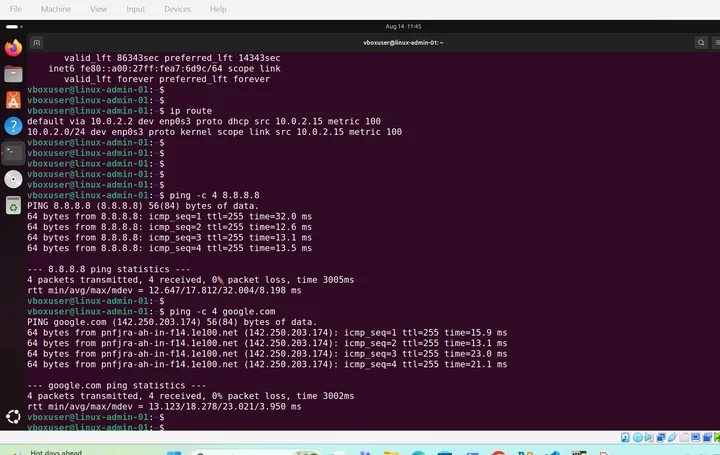 File Machine View Input Devices Help
Aug 14 11:45
vboxuser@linux-admin-01: ~
valid_lft 86343sec preferred_lft 14343sec
inet6 fe80::a00:27ff:fea7:6d9c/64 scope link
valid_lft forever preferred_lft forever
vboxuser@linux-admin-01:~$
vboxuser@linux-admin-01:~$
vboxuser@linux-admin-01:~$ ip route
default via 10.0.2.2 dev enp0s3 proto dhcp src 10.0.2.15 metric 100
10.0.2.0/24 dev enp0s3 proto kernel scope link src 10.0.2.15 metric 100
vboxuser@linux-admin-01:~$
vboxuser@linux-admin-01:~$
vboxuser@linux-admin-01:~$
vboxuser@linux-admin-01:~$
vboxuser@linux-admin-01:~$
vboxuser@linux-admin-01:~$ ping -c 4 8.8.8.8
PING 8.8.8.8 (8.8.8.8) 56(84) bytes of data.
64 bytes from 8.8.8.8: icmp_seq=1 ttl=255 time=32.0 ms
64 bytes from 8.8.8.8: icmp_seq=2 ttl=255 time=12.6 ms
64 bytes from 8.8.8.8: icmp_seq=3 ttl=255 time=13.1 ms
64 bytes from 8.8.8.8: icmp_seq=4 ttl=255 time=13.5 ms
--- 8.8.8.8 ping statistics ---
4 packets transmitted, 4 received, 0% packet loss, time 3005ms
rtt min/avg/max/mdev = 12.647/17.812/32.004/8.198 ms
vboxuser@linux-admin-01:~$
vboxuser@linux-admin-01:~$ ping -c 4 google.com
PING google.com (142.250.203.174) 56(84) bytes of data.
64 bytes from pnfjra-ah-in-f14.1e100.net (142.250.203.174): icmp_seq=1 ttl=255 time=15.9 ms
64 bytes from pnfjra-ah-in-f14.1e100.net (142.250.203.174): icmp_seq=2 ttl=255 time=13.1 ms
64 bytes from pnfjra-ah-in-f14.1e100.net (142.250.203.174): icmp_seq=3 ttl=255 time=23.0 ms
64 bytes from pnfjra-ah-in-f14.1e100.net (142.250.203.174): icmp_seq=4 ttl=255 time=21.1 ms
--- google.com ping statistics ---
4 packets transmitted, 4 received, 0% packet loss, time 3002ms
rtt min/avg/max/mdev = 13.123/18.278/23.021/3.950 ms
vboxuser@linux-admin-01:~$
vboxuser@linux-admin-01:~$
Hot days ahead